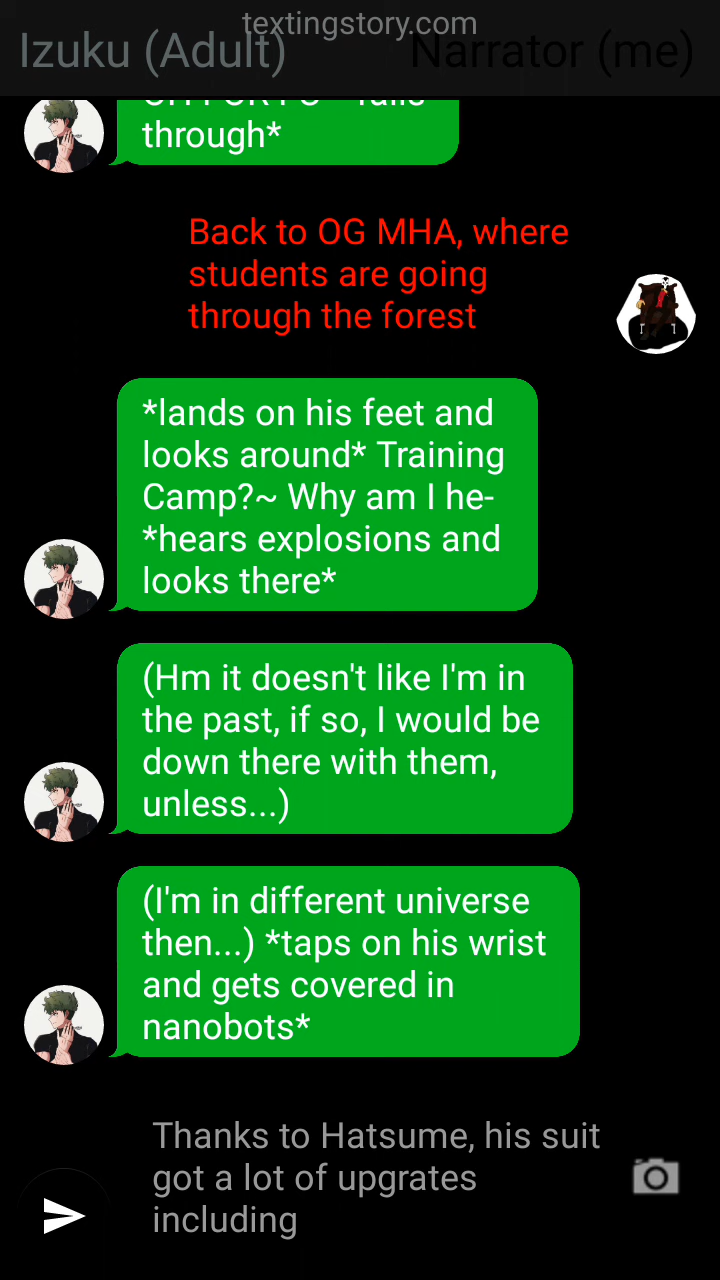 textingstory.com
Izuku (Adult)
Narrator (me)
through*
Back to OG MHA, where
students are going
through the forest
*lands on his feet and
looks around* Training
Camp?~ Why am I he-
*hears explosions and
looks there*
(Hm it doesn't like I'm in
the past, if so, I would be
down there with them,
unless...)
(I'm in different universe
then...) *taps on his wrist
and gets covered in
nanobots*
Thanks to Hatsume, his suit
got a lot of upgrates
including